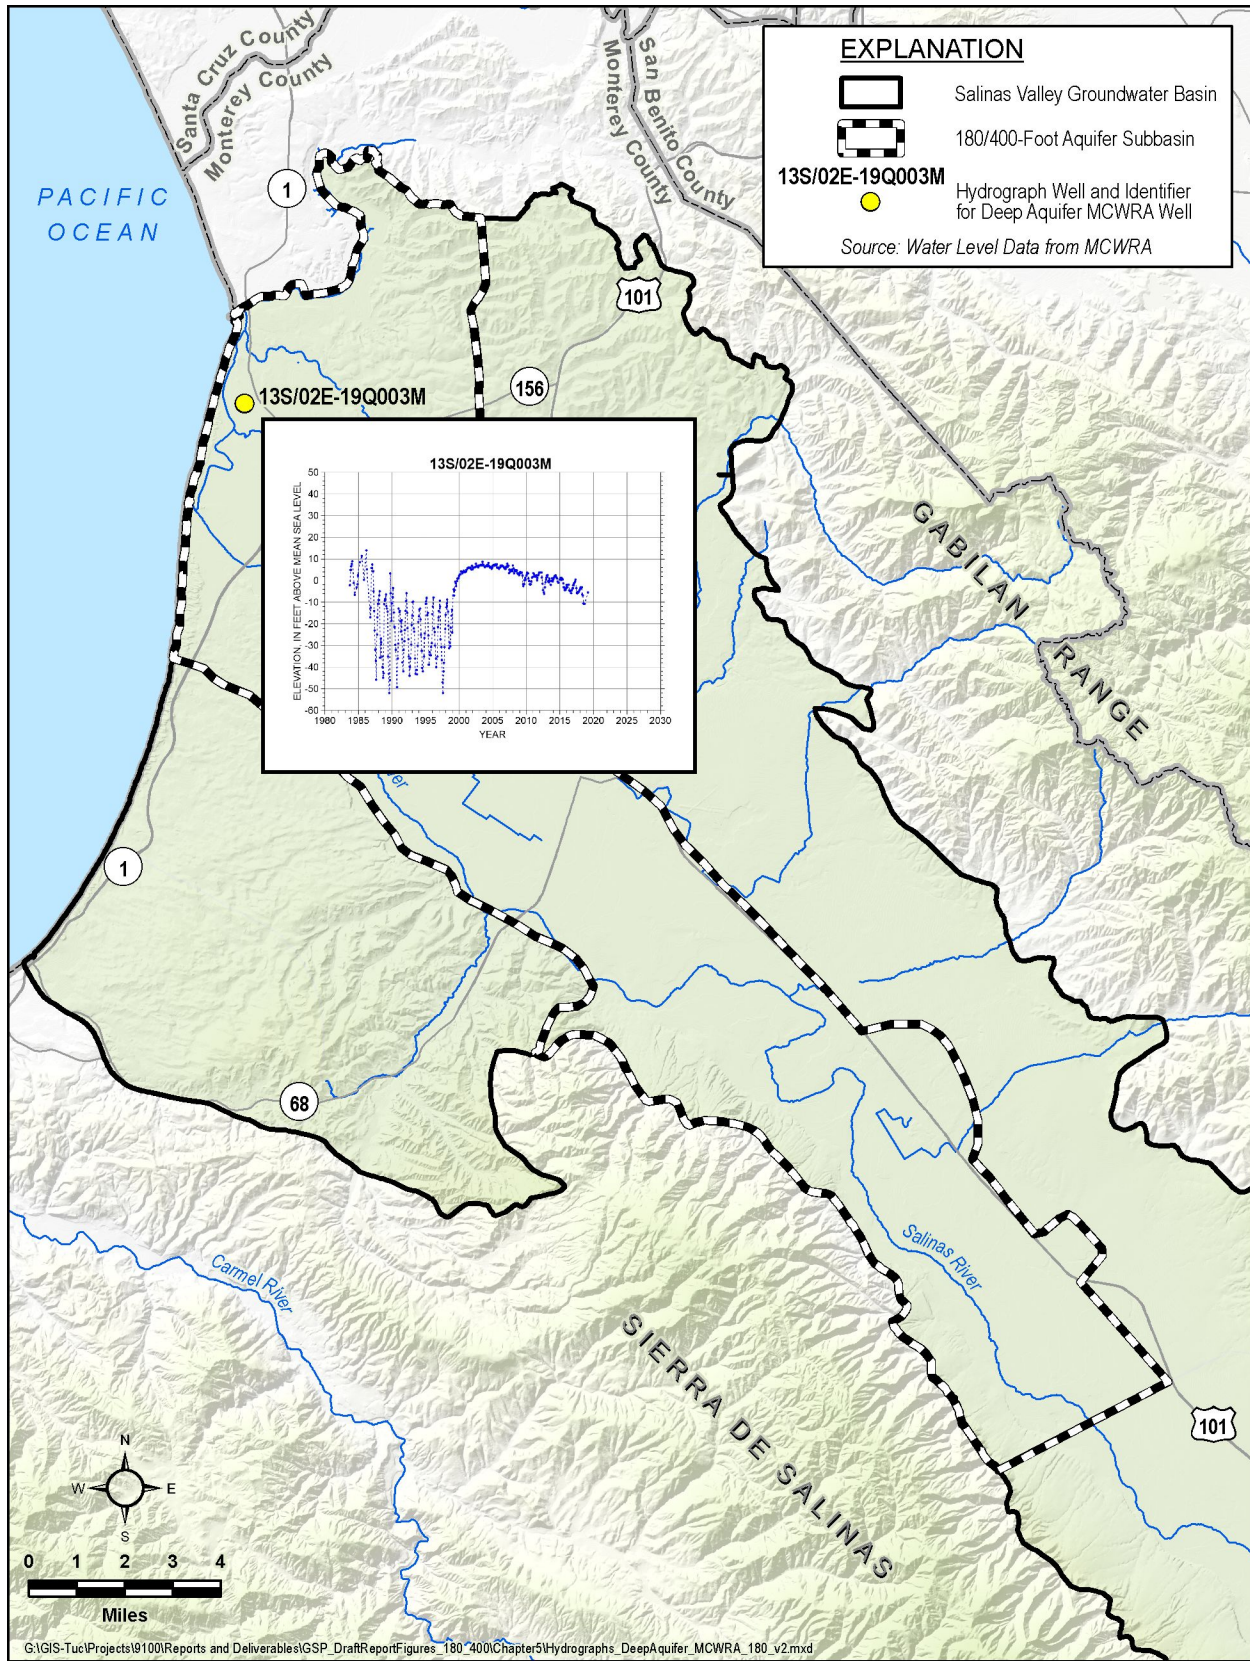 Santa Cruz County
Monterey County
San Benito County
Monterey County
EXPLANATION
Salinas Valley Groundwater Basin
180/400-Foot Aquifer Subbasin
13S/02E-19Q003M
Hydrograph Well and Identifier
for Deep Aquifer MCWRA Well
Source: Water Level Data from MCWRA
PACIFIC
OCEAN
1
101
156
13S/02E-19Q003M
13S/02E-19Q003M
ELEVATION, IN FEET ABOVE MEAN SEA LEVEL
50
40
30
20
10
0
-10
-20
-30
-40
-50
-60
1980 1985 1990 1995 2000 2005 2010 2015 2020 2025 2030
YEAR
GABILAN
RANGE
1
68
Salinas River
Carmel River
SIERRA DE SALINAS
101
N
W E
S
0 1 2 3 4
Miles
G:\GIS-Tuc\Projects\9100\Reports and Deliverables\GSP_DraftReportFigures_180_400\Chapter5\Hydrographs_DeepAquifer_MCWRA_180_v2.mxd